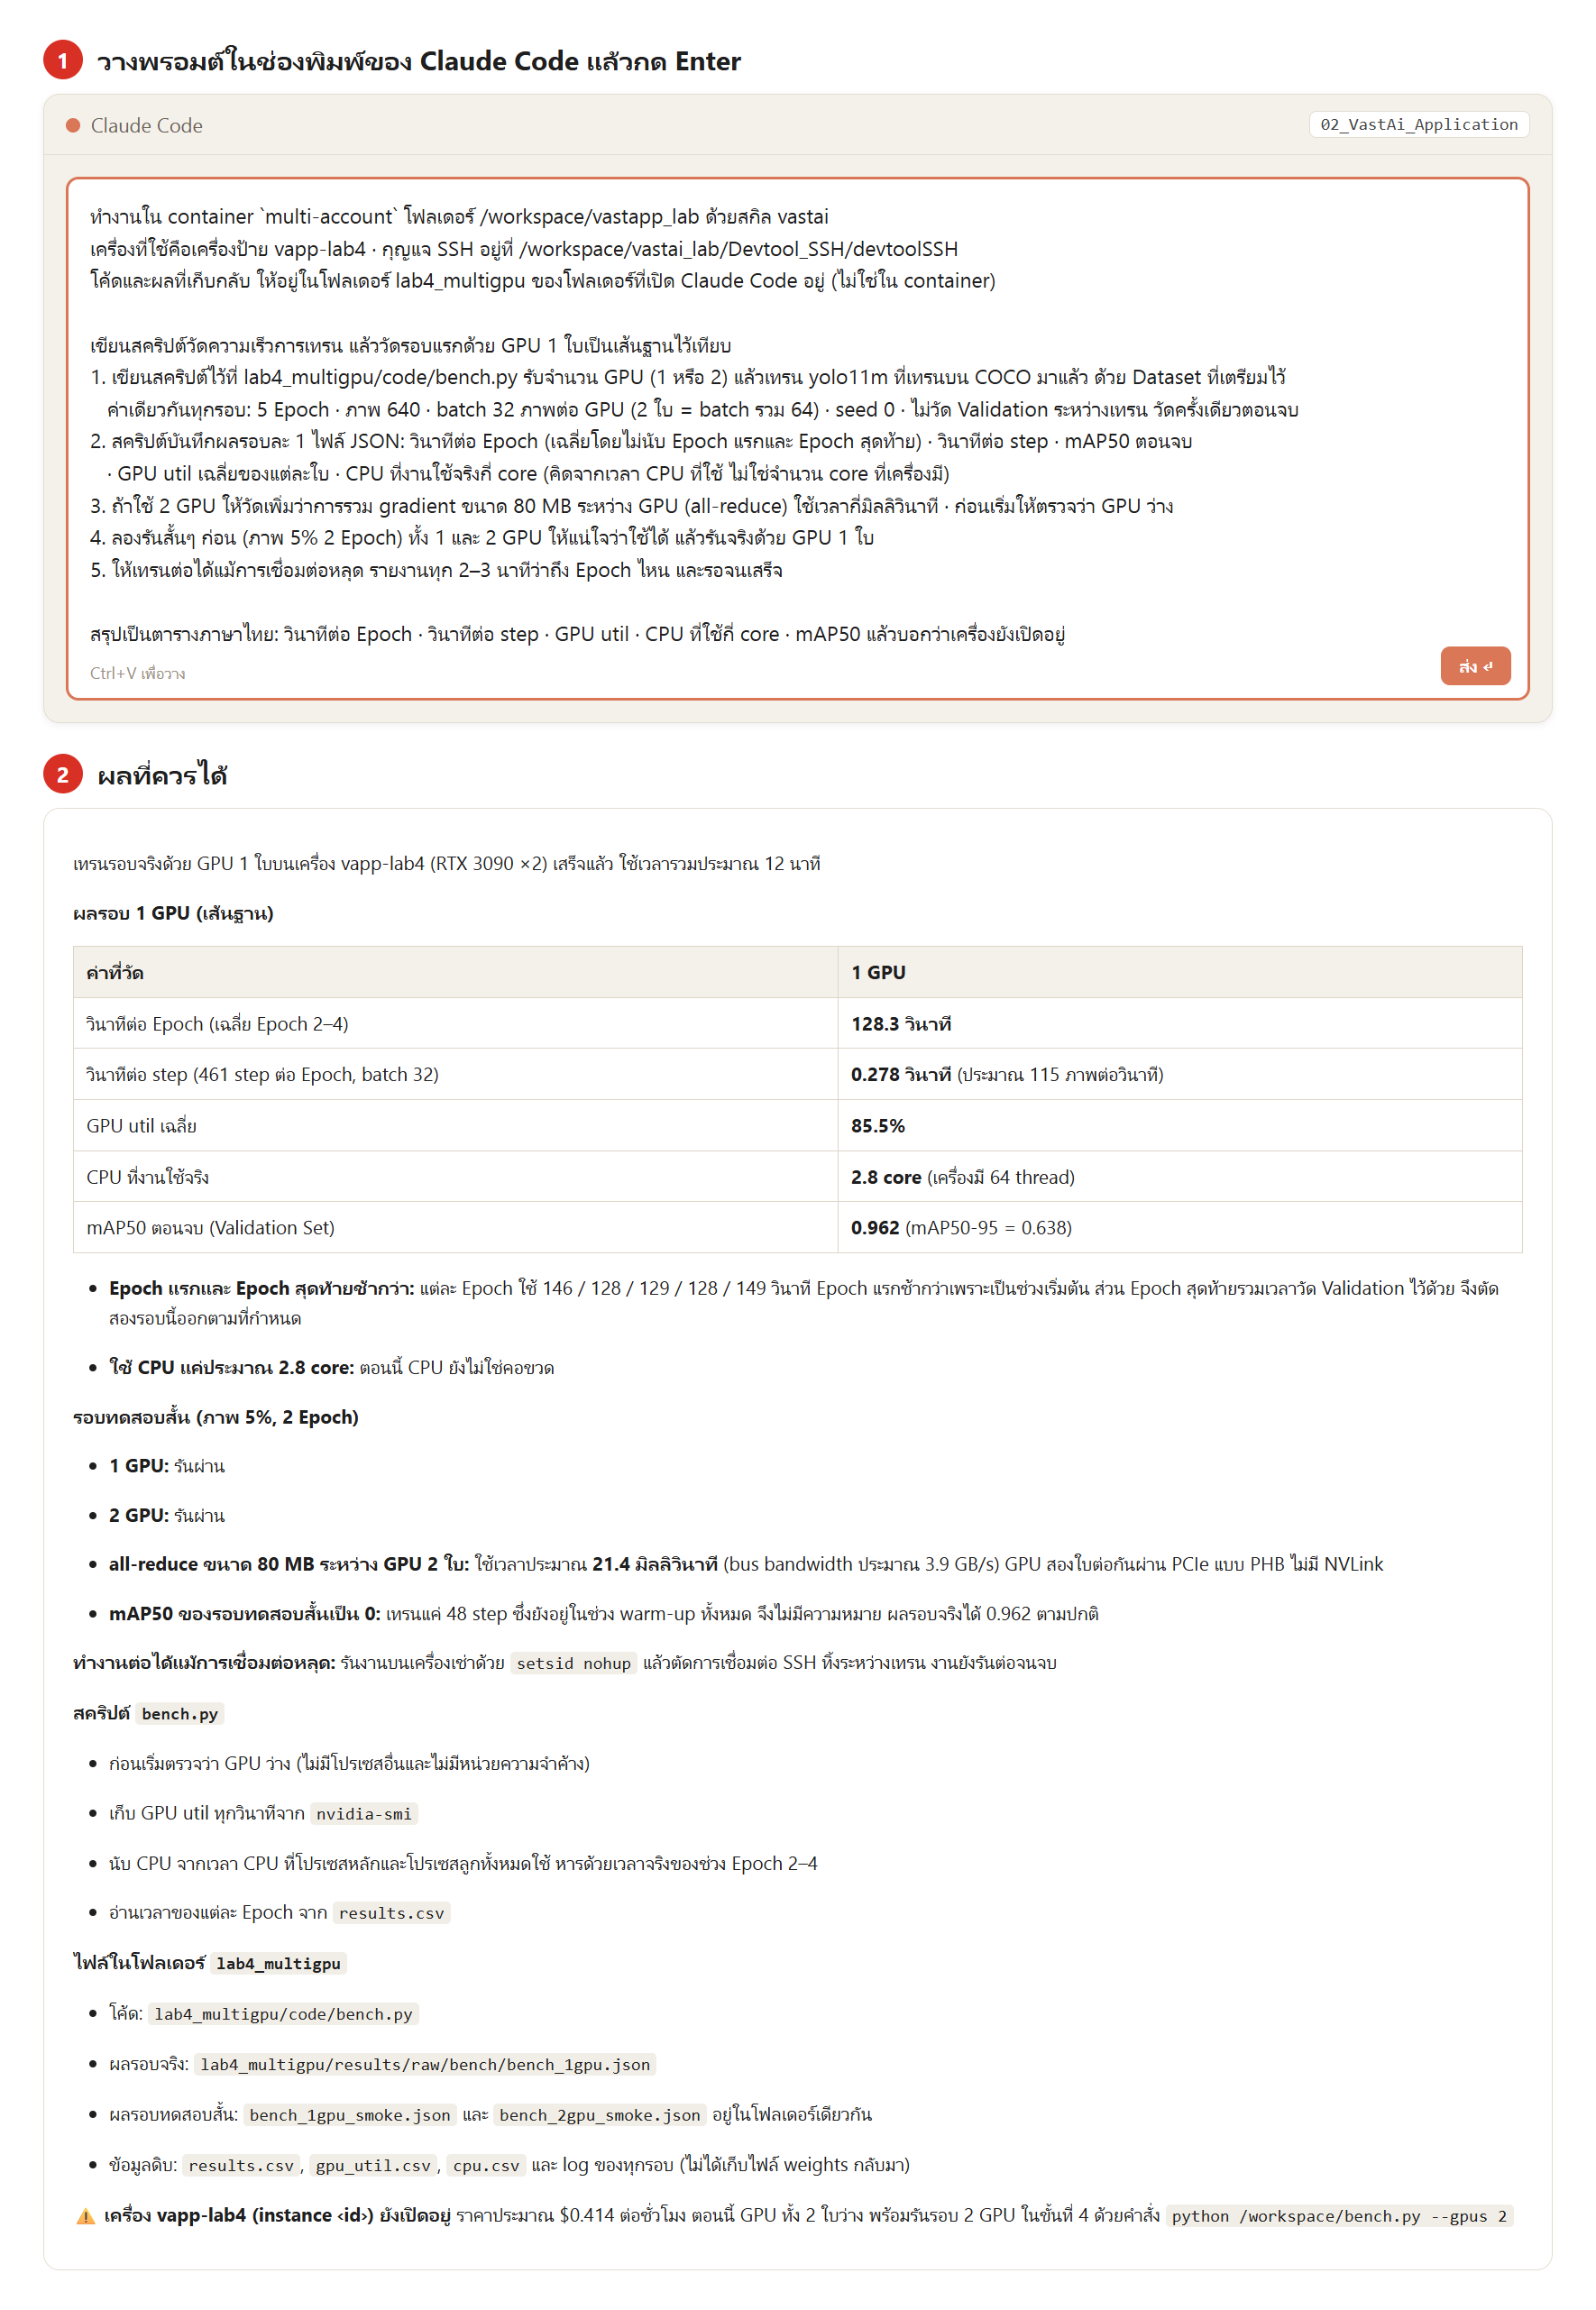 1 วางพรอมต์ในช่องพิมพ์ของ Claude Code แล้วกด Enter
Claude Code
02_VastAi_Application
ทำงานใน container `multi-account` โฟลเดอร์ /workspace/vastapp_lab ด้วยสกิล vastai
เครื่องที่ใช้คือเครื่องป้าย vapp-lab4 · กุญแจ SSH อยู่ที่ /workspace/vastai_lab/Devtool_SSH/devtoolSSH
โค้ดและผลที่เก็บกลับ ให้อยู่ในโฟลเดอร์ lab4_multigpu ของโฟลเดอร์ที่เปิด Claude Code อยู่ (ไม่ใช่ใน container)
เขียนสคริปต์วัดความเร็วการเทรน แล้ววัดรอบแรกด้วย GPU 1 ใบเป็นเส้นฐานไว้เทียบ
1. เขียนสคริปต์ไว้ที่ lab4_multigpu/code/bench.py รับจำนวน GPU (1 หรือ 2) แล้วเทรน yolo11m ที่เทรนบน COCO มาแล้ว ด้วย Dataset ที่เตรียมไว้
ค่าเดียวกันทุกรอบ: 5 Epoch · ภาพ 640 · batch 32 ภาพต่อ GPU (2 ใบ = batch รวม 64) · seed 0 · ไม่วัด Validation ระหว่างเทรน วัดครั้งเดียวตอนจบ
2. สคริปต์บันทึกผลรอบละ 1 ไฟล์ JSON: วินาทีต่อ Epoch (เฉลี่ยโดยไม่นับ Epoch แรกและ Epoch สุดท้าย) · วินาทีต่อ step · mAP50 ตอนจบ
· GPU util เฉลี่ยของแต่ละใบ · CPU ที่งานใช้จริงกี่ core (คิดจากเวลา CPU ที่ใช้ ไม่ใช่จำนวน core ที่เครื่องมี)
3. ถ้าใช้ 2 GPU ให้วัดเพิ่มว่าการรวม gradient ขนาด 80 MB ระหว่าง GPU (all-reduce) ใช้เวลากี่มิลลิวินาที · ก่อนเริ่มให้ตรวจว่า GPU ว่าง
4. ลองรันสั้นๆ ก่อน (ภาพ 5% 2 Epoch) ทั้ง 1 และ 2 GPU ให้แน่ใจว่าใช้ได้ แล้วรันจริงด้วย GPU 1 ใบ
5. ให้เทรนต่อได้แม้การเชื่อมต่อหลุด รายงานทุก 2–3 นาทีว่าถึง Epoch ไหน และรอจนเสร็จ
สรุปเป็นตารางภาษาไทย: วินาทีต่อ Epoch · วินาทีต่อ step · GPU util · CPU ที่ใช้กี่ core · mAP50 แล้วบอกว่าเครื่องยังเปิดอยู่
Ctrl+V เพื่อวาง
ส่ง ⏎
2 ผลที่ควรได้
เทรนรอบจริงด้วย GPU 1 ใบบนเครื่อง vapp-lab4 (RTX 3090 ×2) เสร็จแล้ว ใช้เวลารวมประมาณ 12 นาที
ผลรอบ 1 GPU (เส้นฐาน)
ค่าที่วัด 1 GPU
วินาทีต่อ Epoch (เฉลี่ย Epoch 2–4) 128.3 วินาที
วินาทีต่อ step (461 step ต่อ Epoch, batch 32) 0.278 วินาที (ประมาณ 115 ภาพต่อวินาที)
GPU util เฉลี่ย 85.5%
CPU ที่งานใช้จริง 2.8 core (เครื่องมี 64 thread)
mAP50 ตอนจบ (Validation Set) 0.962 (mAP50-95 = 0.638)
• Epoch แรกและ Epoch สุดท้ายช้ากว่า: แต่ละ Epoch ใช้ 146 / 128 / 129 / 128 / 149 วินาที Epoch แรกช้ากว่าเพราะเป็นช่วงเริ่มต้น ส่วน Epoch สุดท้ายรวมเวลาวัด Validation ไว้ด้วย จึงตัด
สองรอบนี้ออกตามที่กำหนด
• ใช้ CPU แค่ประมาณ 2.8 core: ตอนนี้ CPU ยังไม่ใช่คอขวด
รอบทดสอบสั้น (ภาพ 5%, 2 Epoch)
• 1 GPU: รันผ่าน
• 2 GPU: รันผ่าน
• all-reduce ขนาด 80 MB ระหว่าง GPU 2 ใบ: ใช้เวลาประมาณ 21.4 มิลลิวินาที (bus bandwidth ประมาณ 3.9 GB/s) GPU สองใบต่อกันผ่าน PCIe แบบ PHB ไม่มี NVLink
• mAP50 ของรอบทดสอบสั้นเป็น 0: เทรนแค่ 48 step ซึ่งยังอยู่ในช่วง warm-up ทั้งหมด จึงไม่มีความหมาย ผลรอบจริงได้ 0.962 ตามปกติ
ทำงานต่อได้แม้การเชื่อมต่อหลุด: รันงานบนเครื่องเช่าด้วย setsid nohup แล้วตัดการเชื่อมต่อ SSH ทิ้งระหว่างเทรน งานยังรันต่อจนจบ
สคริปต์ bench.py
• ก่อนเริ่มตรวจว่า GPU ว่าง (ไม่มีโปรเซสอื่นและไม่มีหน่วยความจำค้าง)
• เก็บ GPU util ทุกวินาทีจาก nvidia-smi
• นับ CPU จากเวลา CPU ที่โปรเซสหลักและโปรเซสลูกทั้งหมดใช้ หารด้วยเวลาจริงของช่วง Epoch 2–4
• อ่านเวลาของแต่ละ Epoch จาก results.csv
ไฟล์ในโฟลเดอร์ lab4_multigpu
• โค้ด: lab4_multigpu/code/bench.py
• ผลรอบจริง: lab4_multigpu/results/raw/bench/bench_1gpu.json
• ผลรอบทดสอบสั้น: bench_1gpu_smoke.json และ bench_2gpu_smoke.json อยู่ในโฟลเดอร์เดียวกัน
• ข้อมูลดิบ: results.csv, gpu_util.csv, cpu.csv และ log ของทุกรอบ (ไม่ได้เก็บไฟล์ weights กลับมา)
⚠️ เครื่อง vapp-lab4 (instance ‹id›) ยังเปิดอยู่ ราคาประมาณ $0.414 ต่อชั่วโมง ตอนนี้ GPU ทั้ง 2 ใบว่าง พร้อมรันรอบ 2 GPU ในขั้นที่ 4 ด้วยคำสั่ง python /workspace/bench.py --gpus 2